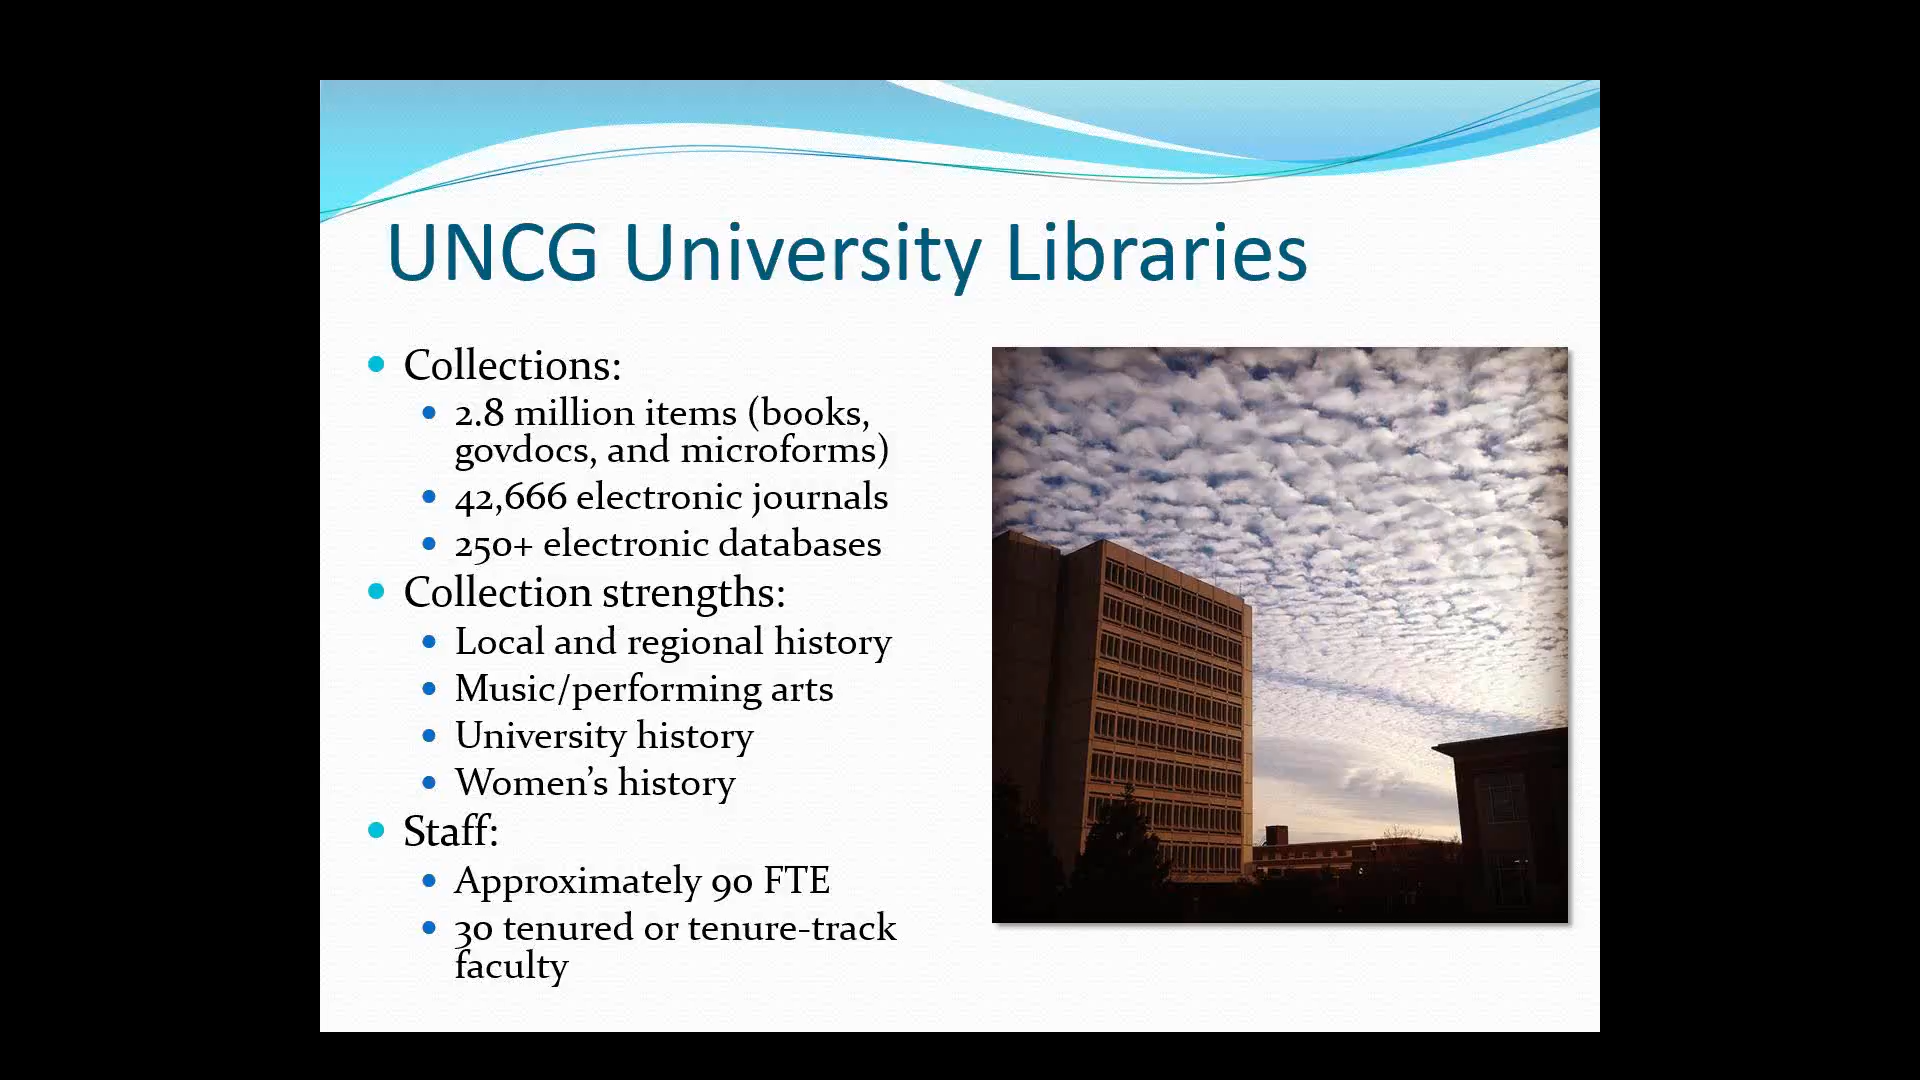 UNCG University Libraries
Collections:
2.8 million items (books,
govdocs, and microforms)
42,666 electronic journals
250+ electronic databases
Collection strengths:
Local and regional history
Music/performing arts
University history
Women’s history
Staff:
Approximately 90 FTE
30 tenured or tenure-track
faculty